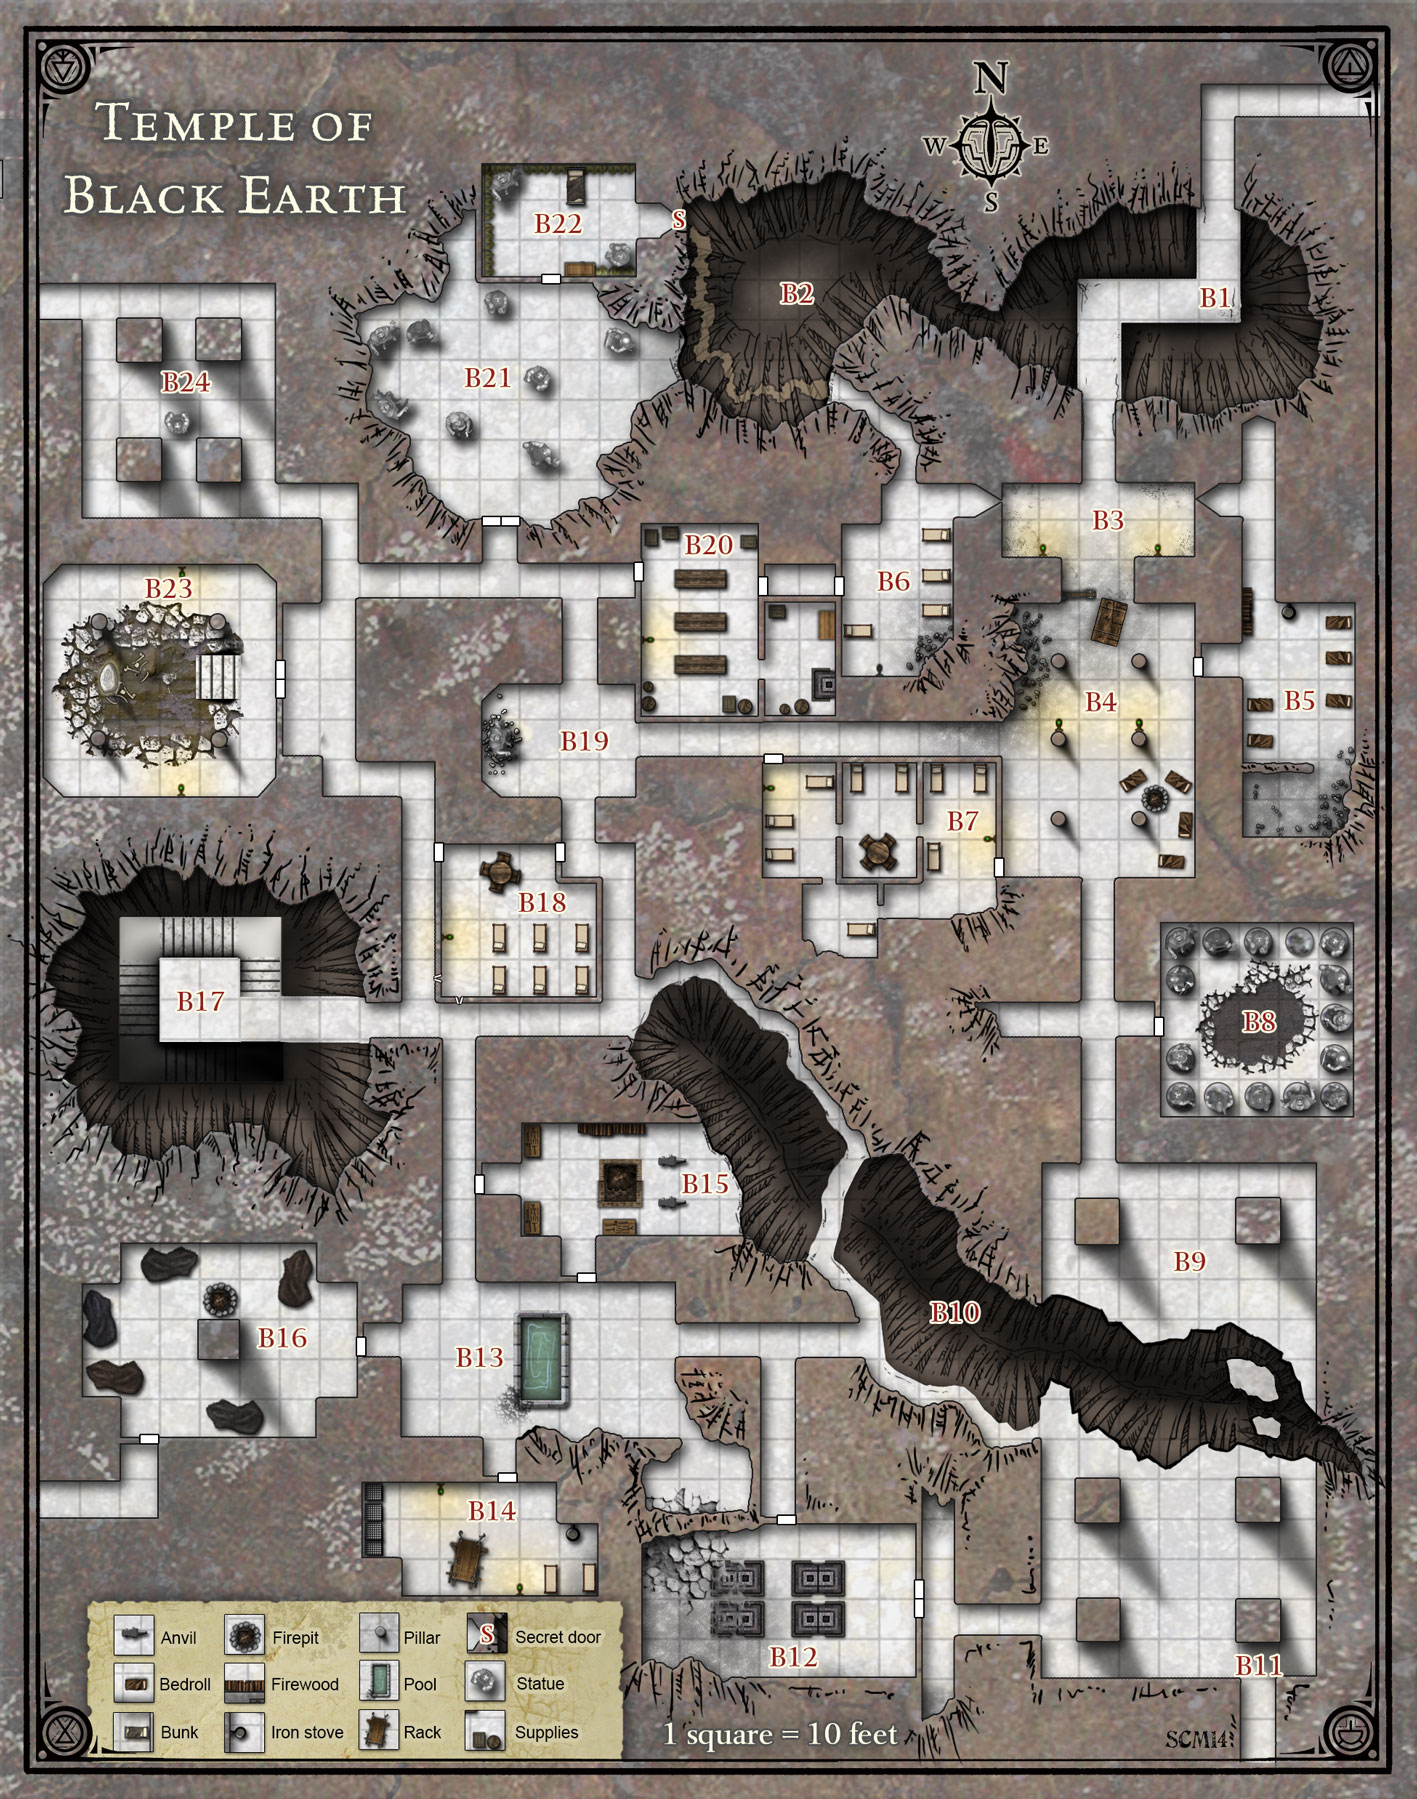 N
TEMPLE OF
W E
BLACK EARTH
S
B22
S
B2
B1
B21
B24
B3
B20
B6
B23
B5
B4
B19
B7
B18
B17
B8
B15
B9
B10
B16
B13
B14
B12
B11
Anvil Firepit Pillar S Secret door
Bedroll Firewood Pool Statue
Bunk Iron stove Rack Supplies
1 square = 10 feet
SCM14